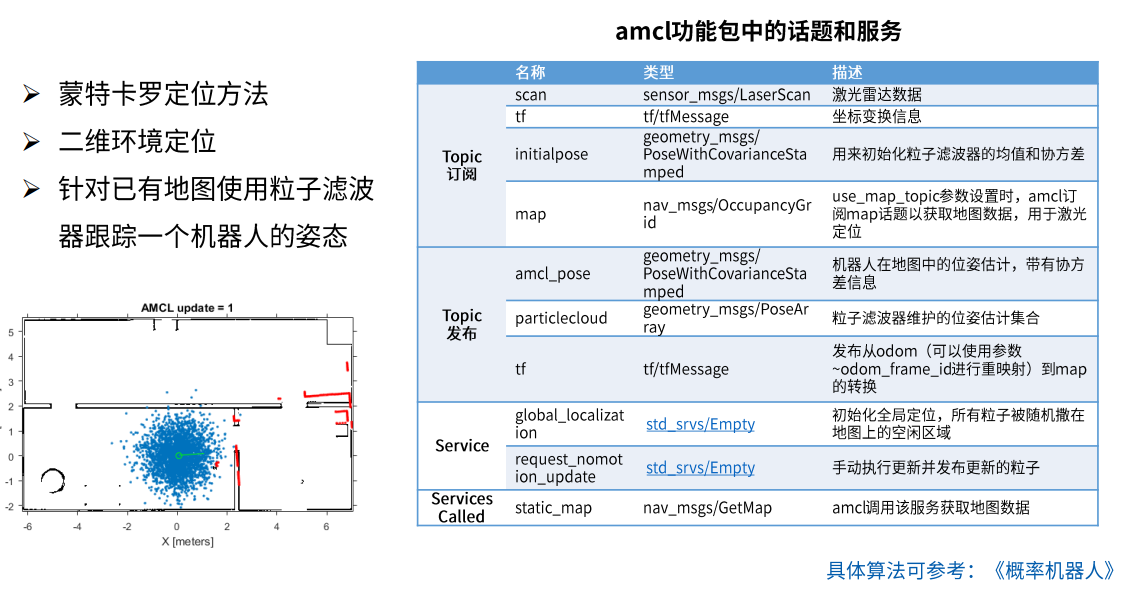 amcl功能包中的话题和服务
➢ 蒙特卡罗定位方法
➢ 二维环境定位
➢ 针对已有地图使用粒子滤波
器跟踪一个机器人的姿态
AMCL update = 1
5
4
3
2
1
0
-1
-2
-6 -4 -2 0 2 4 6
X [meters]
名称 类型 描述
Topic
订阅
scan sensor_msgs/LaserScan 激光雷达数据
tf tf/tfMessage 坐标变换信息
initialpose
geometry_msgs/
PoseWithCovarianceSta
mped
用来初始化粒子滤波器的均值和协方差
map
nav_msgs/OccupancyGr
id
use_map_topic参数设置时，amcl订
阅map话题以获取地图数据，用于激光
定位
Topic
发布
amcl_pose
geometry_msgs/
PoseWithCovarianceSta
mped
机器人在地图中的位姿估计，带有协方
差信息
particlecloud
geometry_msgs/PoseAr
ray
粒子滤波器维护的位姿估计集合
tf tf/tfMessage
发布从odom（可以使用参数
~odom_frame_id进行重映射）到map
的转换
Service
global_localizat
ion
std_srvs/Empty
初始化全局定位，所有粒子被随机撒在
地图上的空闲区域
request_nomot
ion_update
std_srvs/Empty
手动执行更新并发布更新的粒子
Services
Called
static_map nav_msgs/GetMap amcl调用该服务获取地图数据
具体算法可参考：《概率机器人》